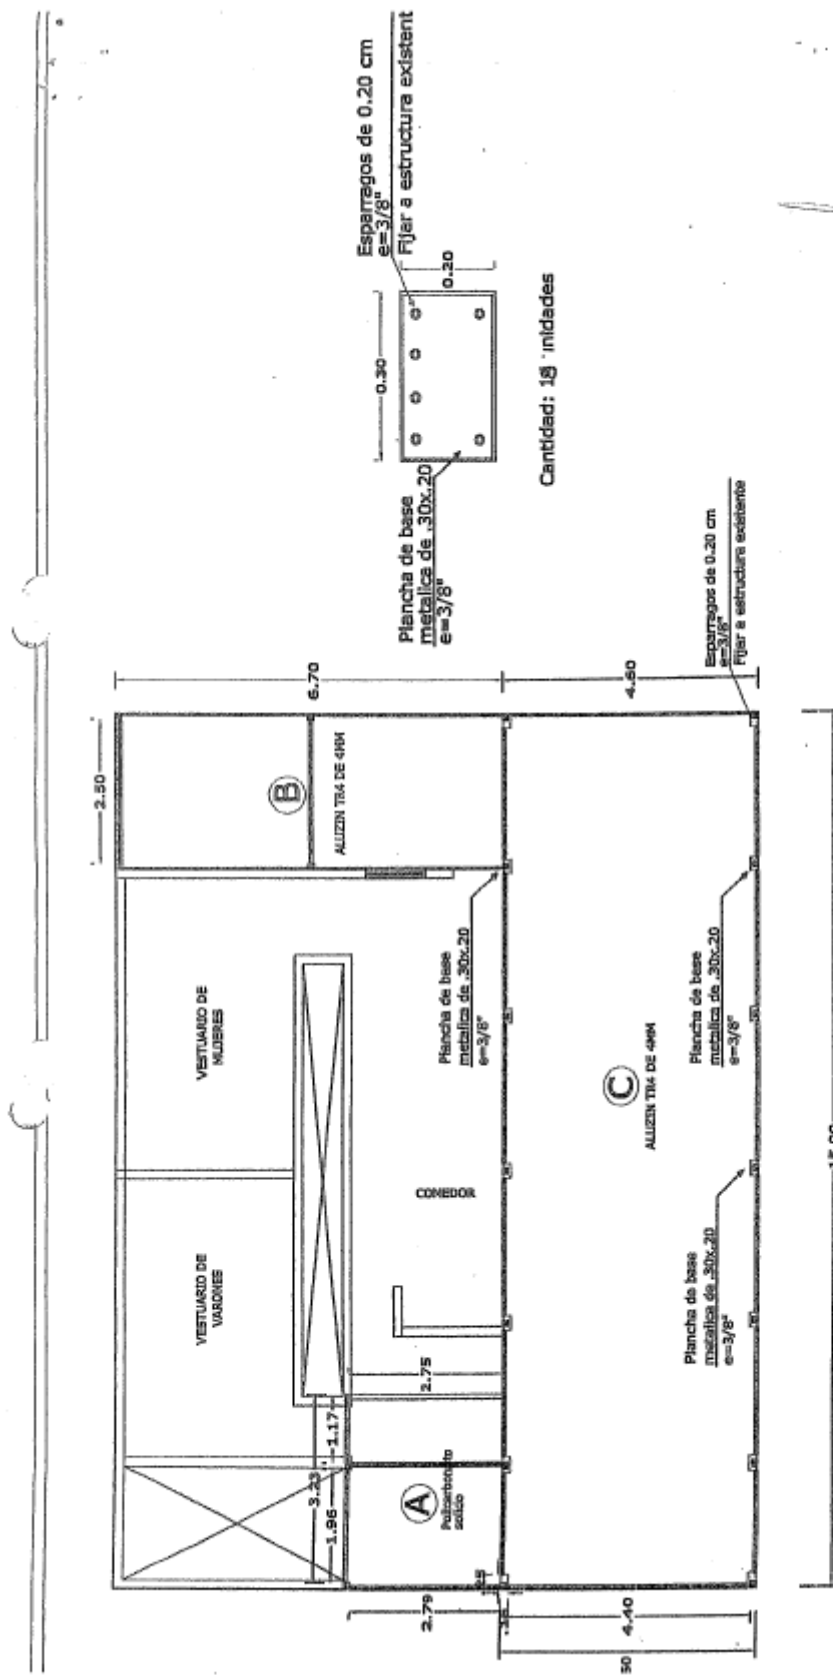 Esparragos de 0.20 cm
e=3/8"
Fijar a estructura existent
0.30
0.20
Plancha de base
metalica de .30x.20
e=3/8"
Cantidad: 18 inidades
2.50
6.70
4.60
B
ALUZIN TR4 DE 4MM
VESTUARIO DE
MUJERES
VESTUARIO DE
VARONES
COMEDOR
Plancha de base
metalica de .30x.20
e=3/8"
Esparragos de 0.20 cm
e=3/8"
Fijar a estructura existente
Plancha de base
metalica de .30x.20
e=3/8"
C
ALUZIN TR4 DE 4MM
Plancha de base
metalica de .30x.20
e=3/8"
2.75
1.17
3.23
1.96
A
Policarbonato
solido
2.79
.25
4.40
50